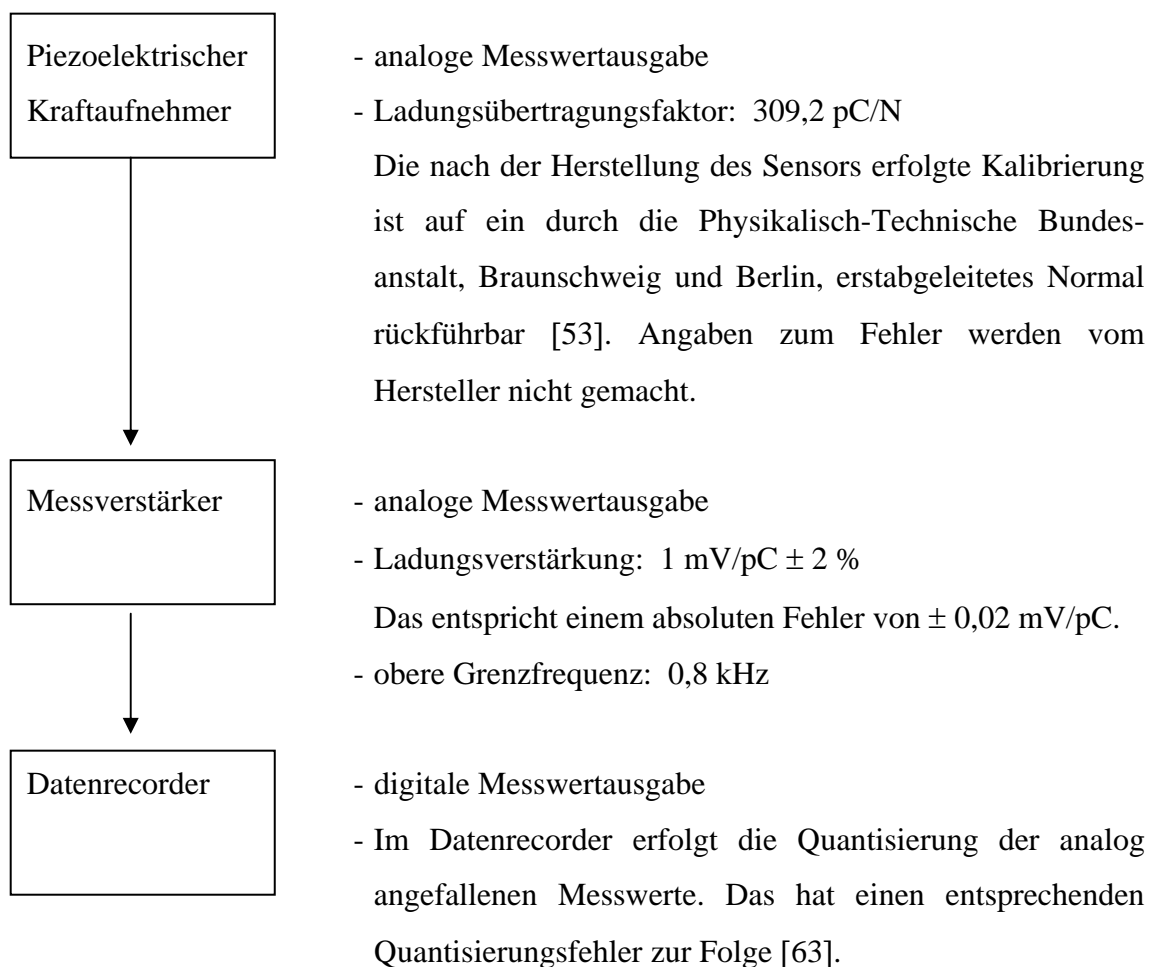 Piezoelektrischer
Kraftaufnehmer
- analoge Messwertausgabe
- Ladungsübertragungsfaktor: 309,2 pC/N
Die nach der Herstellung des Sensors erfolgte Kalibrierung
ist auf ein durch die Physikalisch-Technische Bundes-
anstalt, Braunschweig und Berlin, erstabgeleitetes Normal
rückführbar [53]. Angaben zum Fehler werden vom
Hersteller nicht gemacht.
Messverstärker
- analoge Messwertausgabe
- Ladungsverstärkung: 1 mV/pC ± 2 %
Das entspricht einem absoluten Fehler von ± 0,02 mV/pC.
- obere Grenzfrequenz: 0,8 kHz
Datenrecorder
- digitale Messwertausgabe
- Im Datenrecorder erfolgt die Quantisierung der analog
angefallenen Messwerte. Das hat einen entsprechenden
Quantisierungsfehler zur Folge [63].